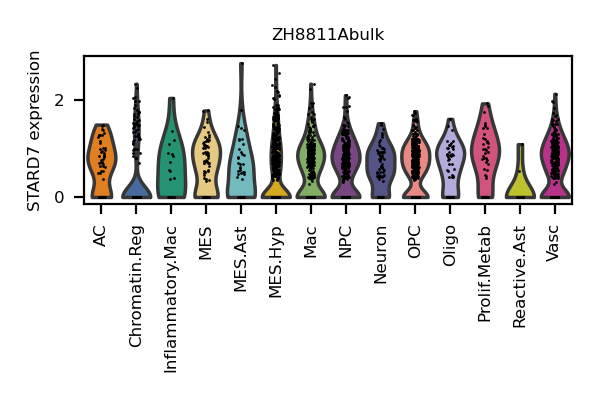 ZH8811Abulk
STARD7 expression
2
0
AC
Chromatin.Reg
Inflammatory.Mac
MES
MES.Ast
MES.Hyp
Mac
NPC
Neuron
OPC
Oligo
Prolif.Metab
Reactive.Ast
Vasc